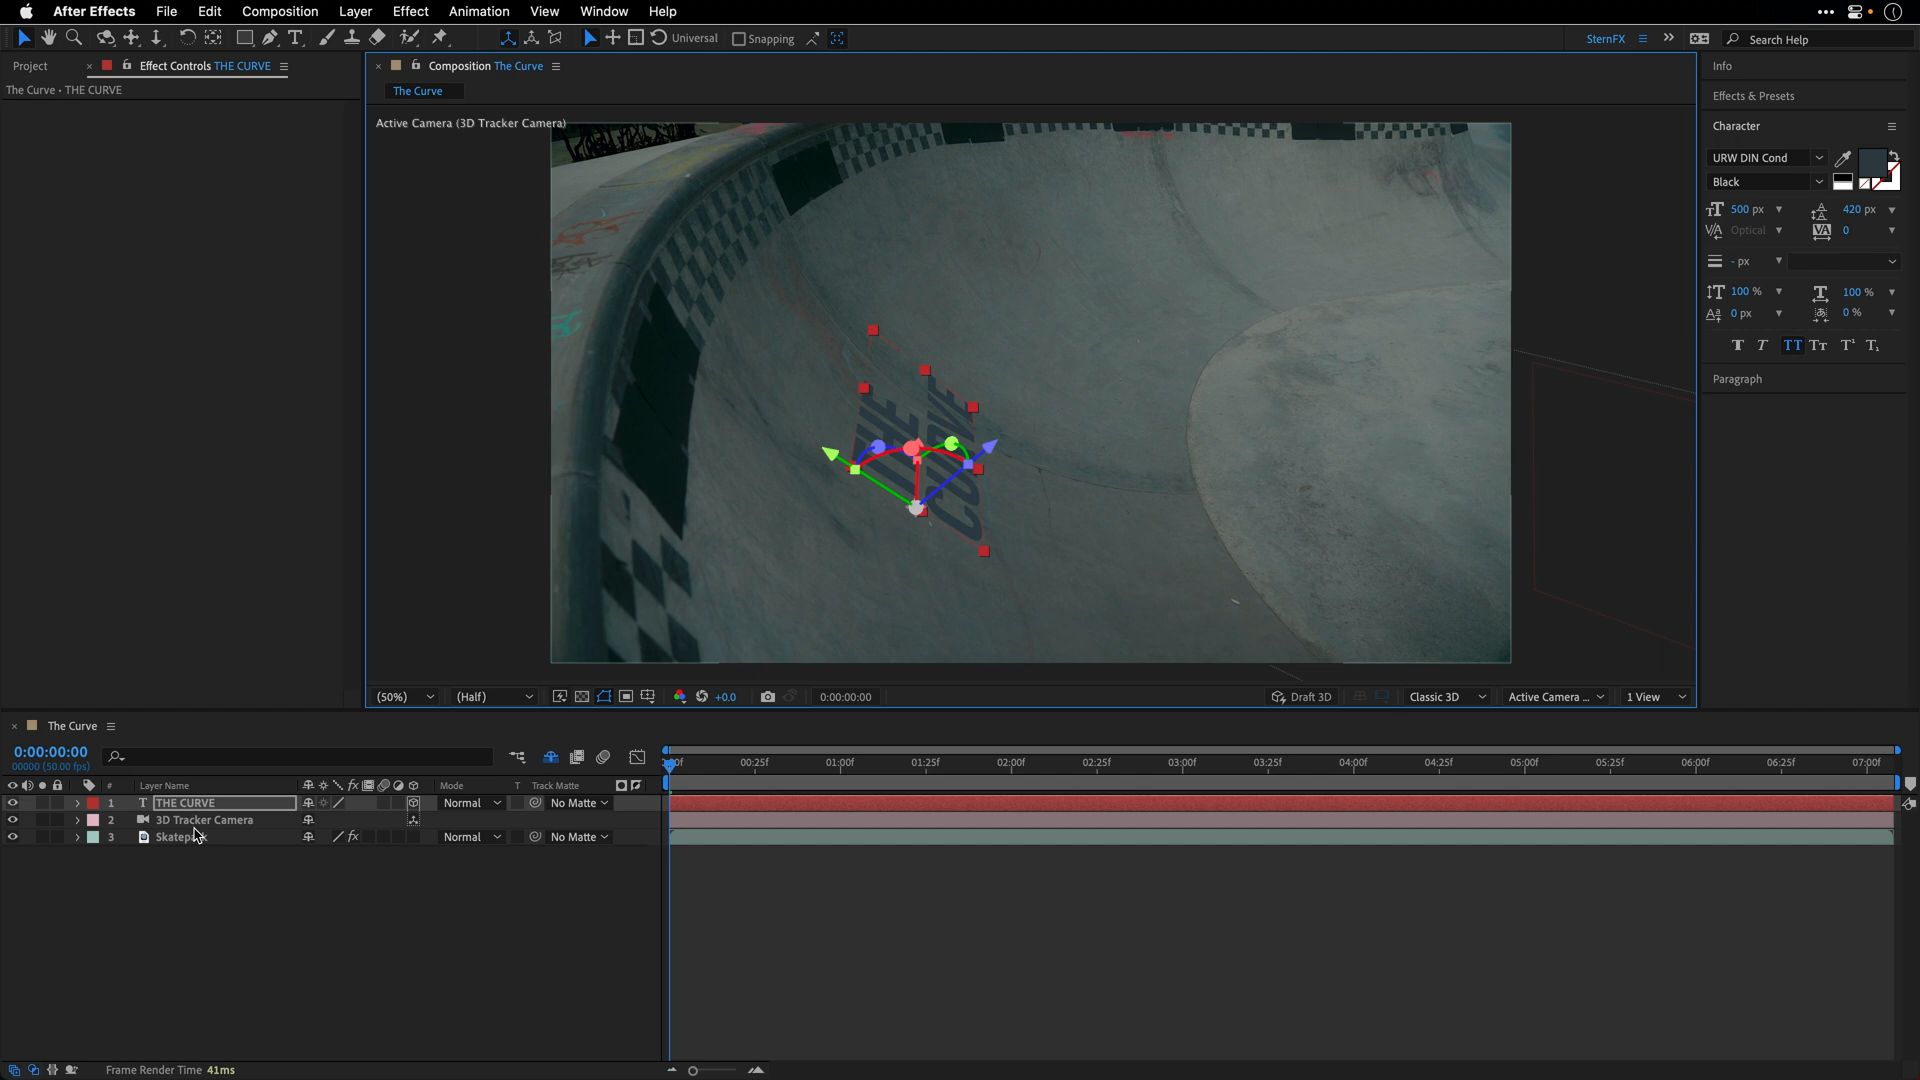 After Effects File Edit Composition Layer Effect Animation View Window Help
Universal Snapping SternFX Search Help
Project Effect Controls THE CURVE
Composition The Curve
Info
The Curve • THE CURVE
The Curve
Effects & Presets
Active Camera (3D Tracker Camera)
Character
URW DIN Cond
Black
500 px 420 px
Optical 0
- px
100 % 100 %
0 px 0 %
Paragraph
THE
CURVE
(50%) (Half) +0.0 0:00:00:00 Draft 3D Classic 3D Active Camera ... 1 View
The Curve
0:00:00:00
00000 (50.00 fps)
00:25f 01:00f 01:25f 02:00f 02:25f 03:00f 03:25f 04:00f 04:25f 05:00f 05:25f 06:00f 06:25f 07:00f
# Layer Name fx Mode T Track Matte
1 T THE CURVE Normal No Matte
2 3D Tracker Camera
3 Skatepark fx Normal No Matte
Frame Render Time 41ms